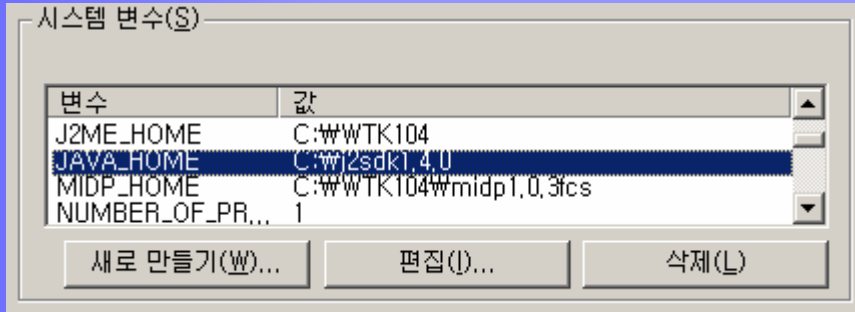 시스템 변수(S)
변수 값
J2ME_HOME C:₩WTK104
JAVA_HOME C:₩j2sdk1.4.0
MIDP_HOME C:₩WTK104₩midp1.0.3fcs
NUMBER_OF_PR... 1
새로 만들기(W)... 편집(I)... 삭제(L)